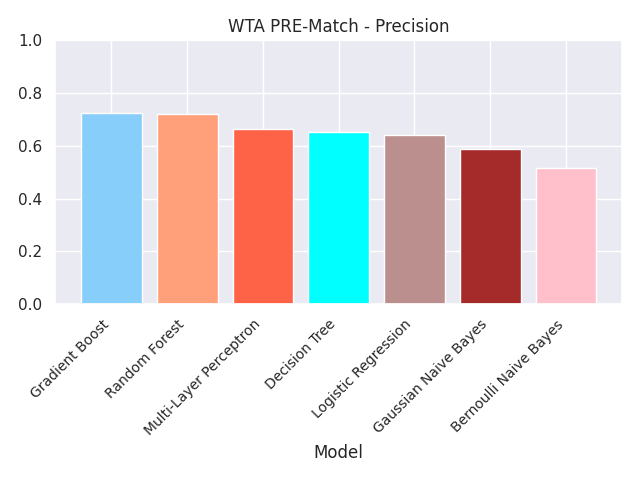 WTA PRE-Match - Precision
1.0
0.8
0.6
0.4
0.2
0.0
Gradient Boost
Random Forest
Multi-Layer Perceptron
Decision Tree
Logistic Regression
Gaussian Naive Bayes
Bernoulli Naive Bayes
Model